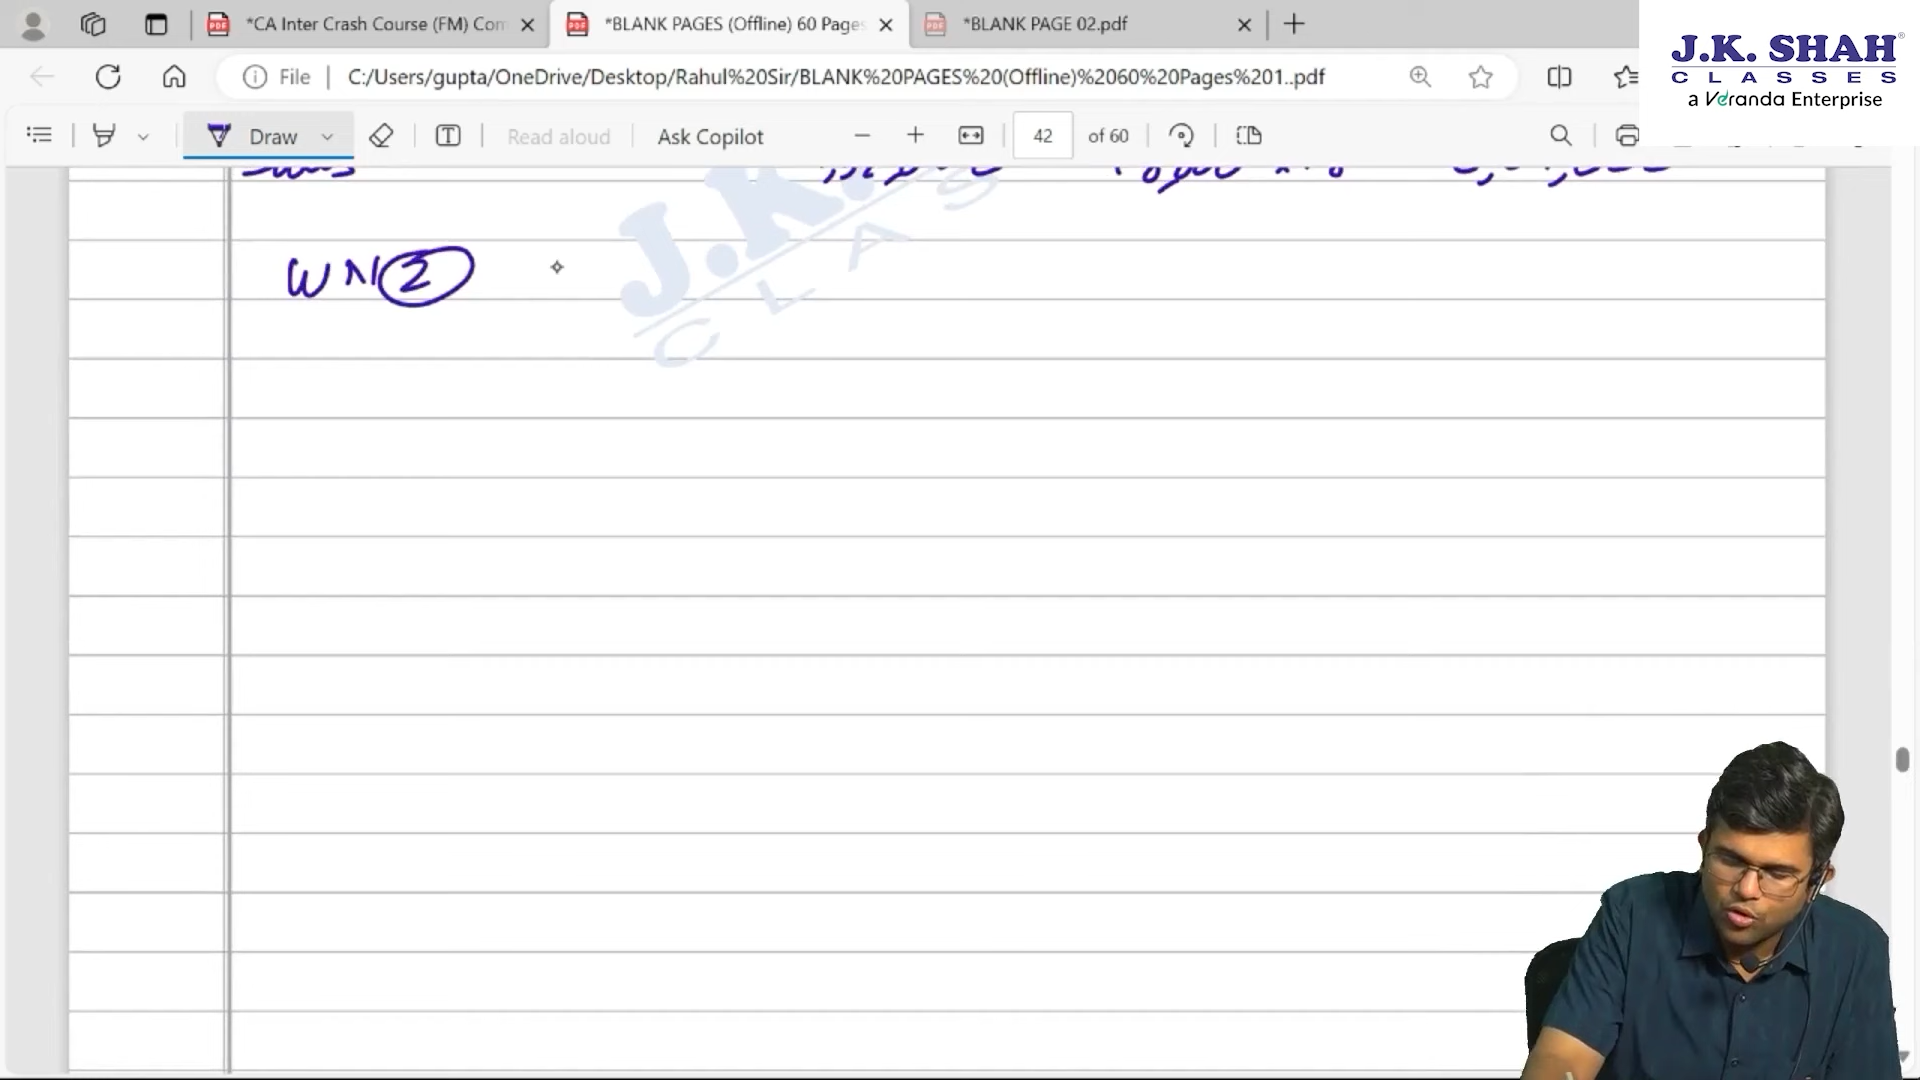 *CA Inter Crash Course (FM) Com
*BLANK PAGES (Offline) 60 Pages
*BLANK PAGE 02.pdf
J.K. SHAH®
CLASSES
a Veranda Enterprise
File
C:/Users/gupta/OneDrive/Desktop/Rahul%20Sir/BLANK%20PAGES%20(Offline)%2060%20Pages%201..pdf
Draw
Read aloud
Ask Copilot
42 of 60
J.K.
CLAS
WN 2